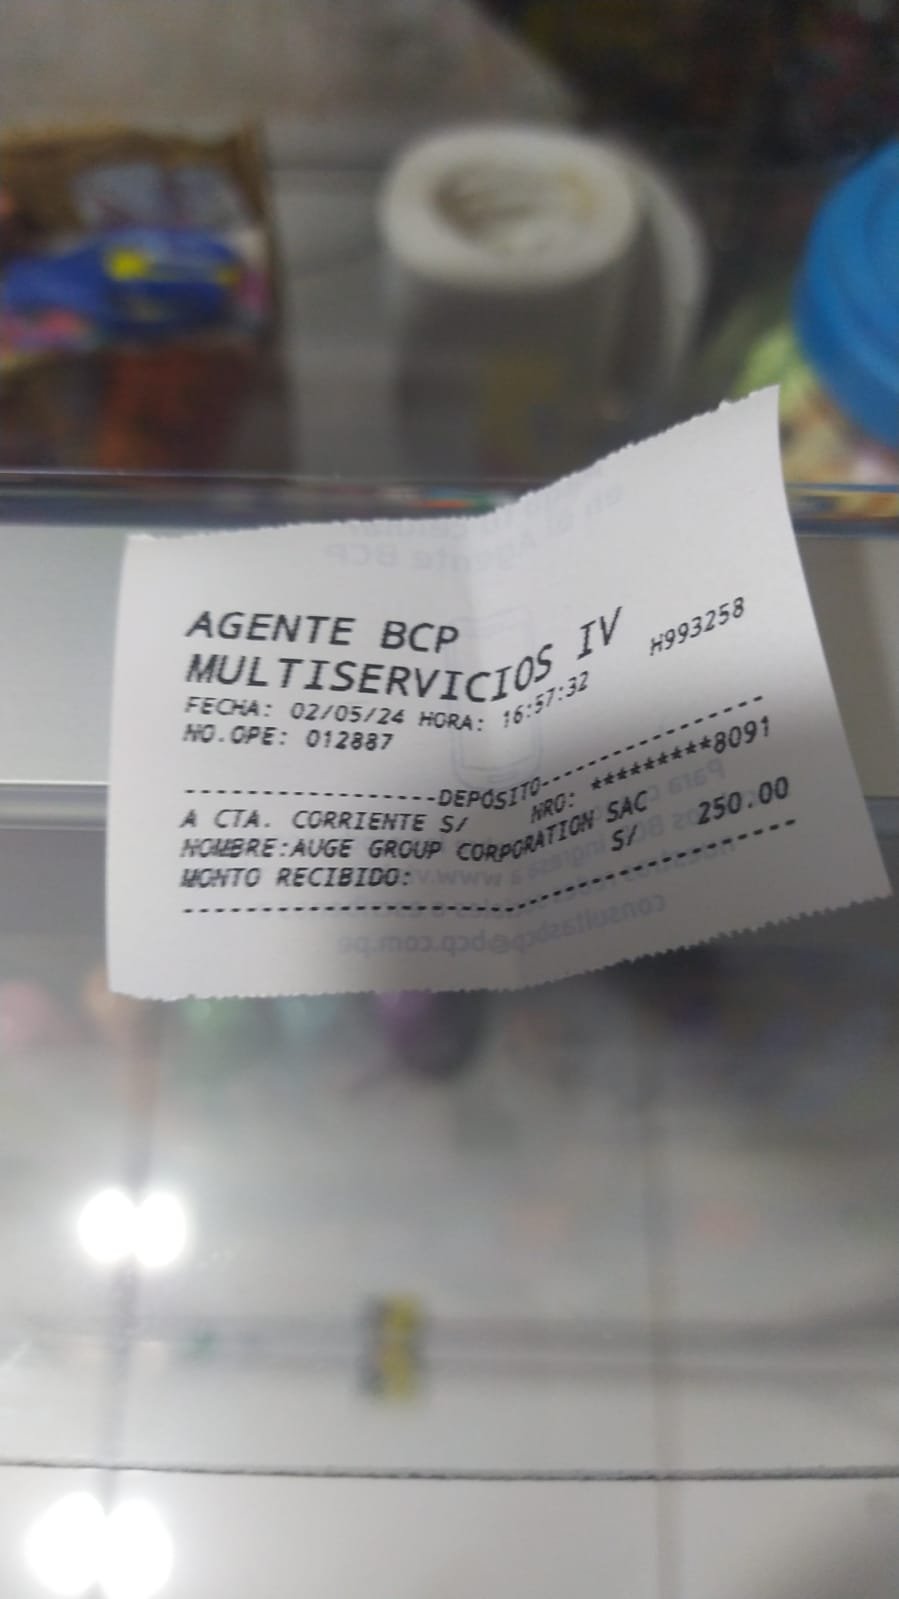 AGENTE BCP
MULTISERVICIOS IV
FECHA: 02/05/24 HORA: 16:57:32 H993258
NO.OPE: 012887
-----------------DEPÓSITO-----------------
A CTA. CORRIENTE S/ NRO: *********8091
NOMBRE:AUGE GROUP CORPORATION SAC
MONTO RECIBIDO: S/ 250.00